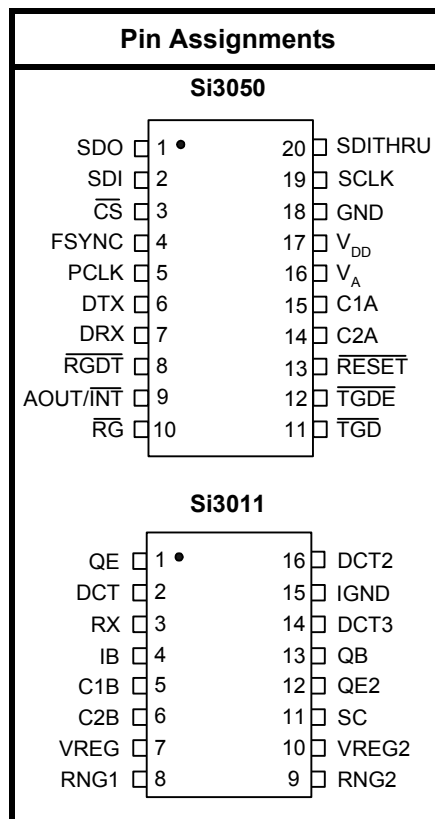 Pin Assignments
Si3050
SDO 1 20 SDITHRU
SDI 2 19 SCLK
CS 3 18 GND
FSYNC 4 17 VDD
PCLK 5 16 VA
DTX 6 15 C1A
DRX 7 14 C2A
RGDT 8 13 RESET
AOUT/INT 9 12 TGDE
RG 10 11 TGD
Si3011
QE 1 16 DCT2
DCT 2 15 IGND
RX 3 14 DCT3
IB 4 13 QB
C1B 5 12 QE2
C2B 6 11 SC
VREG 7 10 VREG2
RNG1 8 9 RNG2